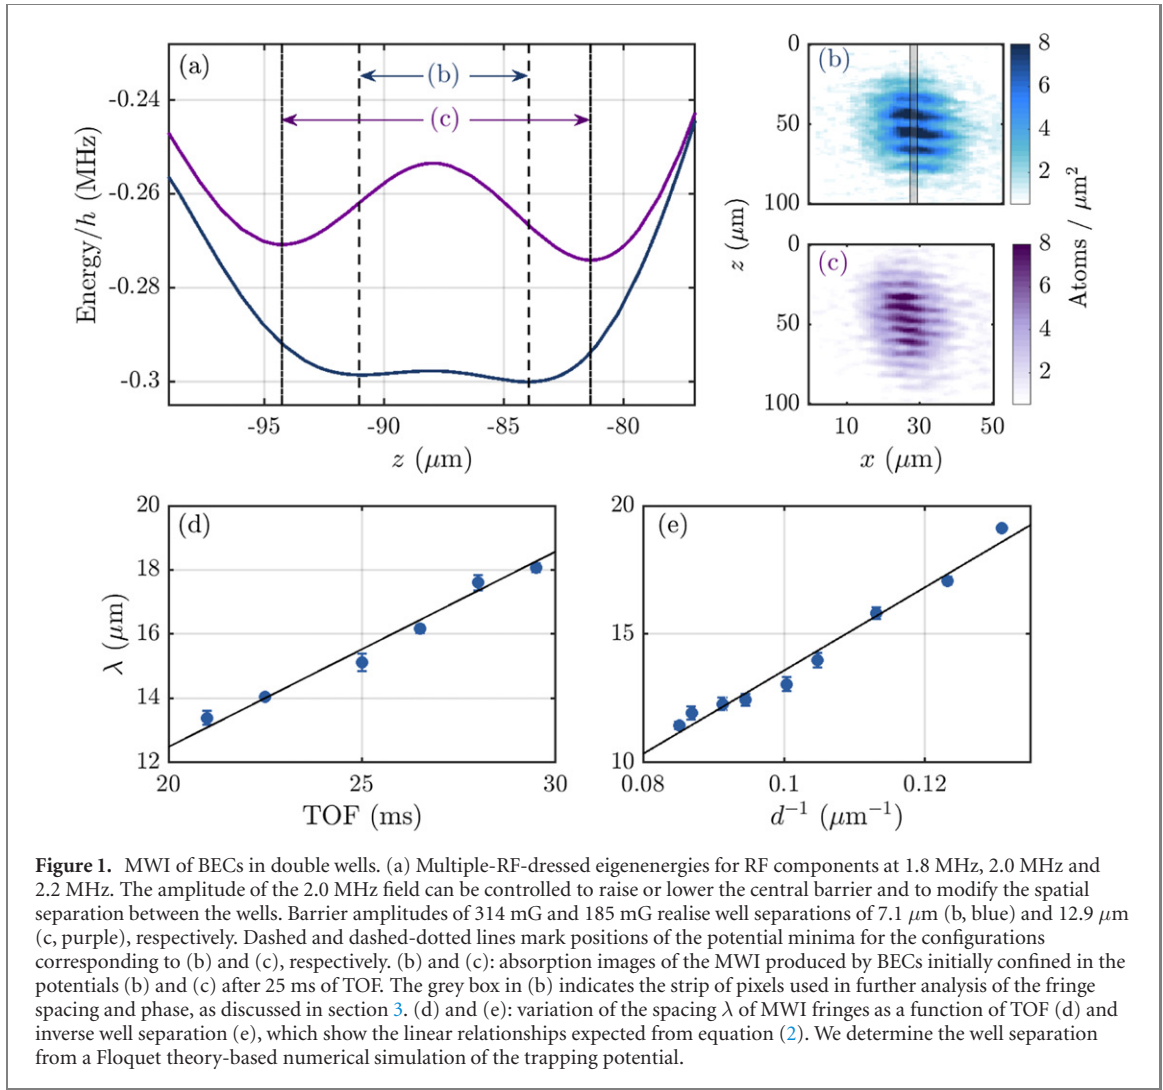 (a)
(b)
(c)
-0.24
-0.26
-0.28
-0.3
Energy/h (MHz)
-95
-90
-85
-80
z (μm)
(b)
0
50
100
(c)
0
50
100
z (μm)
10
30
50
x (μm)
8
6
4
2
8
6
4
2
Atoms / μm²
(d)
20
18
16
14
12
λ (μm)
20
25
30
TOF (ms)
(e)
20
15
10
0.08
0.1
0.12
d⁻¹ (μm⁻¹)
Figure 1. MWI of BECs in double wells. (a) Multiple-RF-dressed eigenenergies for RF components at 1.8 MHz, 2.0 MHz and
2.2 MHz. The amplitude of the 2.0 MHz field can be controlled to raise or lower the central barrier and to modify the spatial
separation between the wells. Barrier amplitudes of 314 mG and 185 mG realise well separations of 7.1 μm (b, blue) and 12.9 μm
(c, purple), respectively. Dashed and dashed-dotted lines mark positions of the potential minima for the configurations
corresponding to (b) and (c), respectively. (b) and (c): absorption images of the MWI produced by BECs initially confined in the
potentials (b) and (c) after 25 ms of TOF. The grey box in (b) indicates the strip of pixels used in further analysis of the fringe
spacing and phase, as discussed in section 3. (d) and (e): variation of the spacing λ of MWI fringes as a function of TOF (d) and
inverse well separation (e), which show the linear relationships expected from equation (2). We determine the well separation
from a Floquet theory-based numerical simulation of the trapping potential.